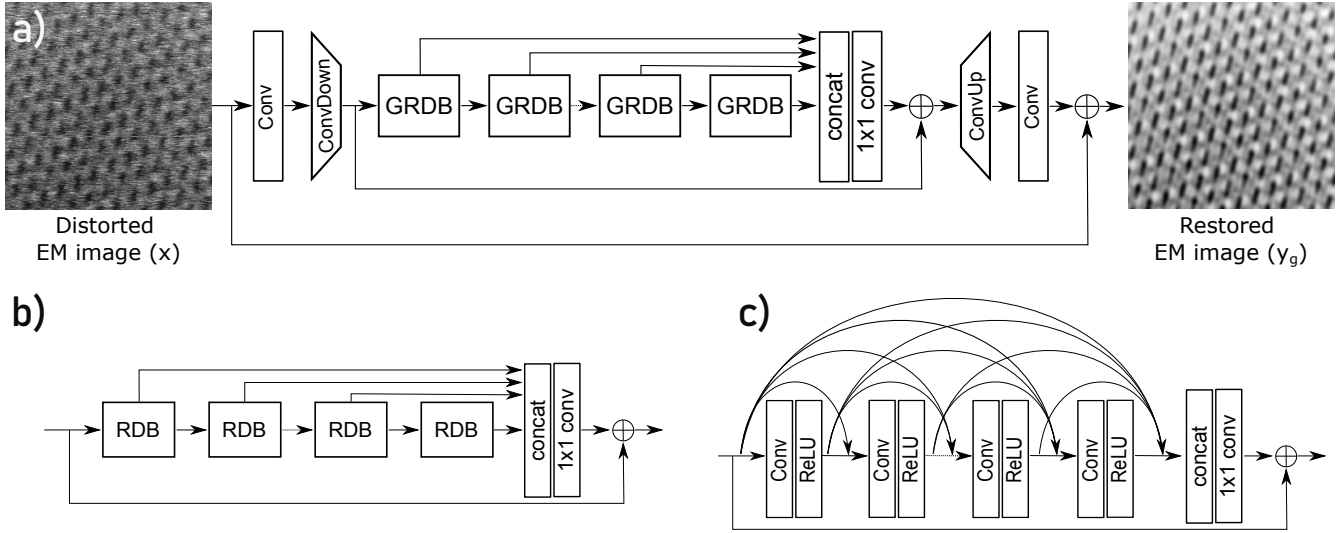 a)
Conv
ConvDown
GRDB
GRDB
GRDB
GRDB
concat
1x1 conv
ConvUp
Conv
Distorted
EM image (x)
Restored
EM image (y_g)
b)
RDB
RDB
RDB
RDB
concat
1x1 conv
c)
Conv
ReLU
Conv
ReLU
Conv
ReLU
Conv
ReLU
concat
1x1 conv